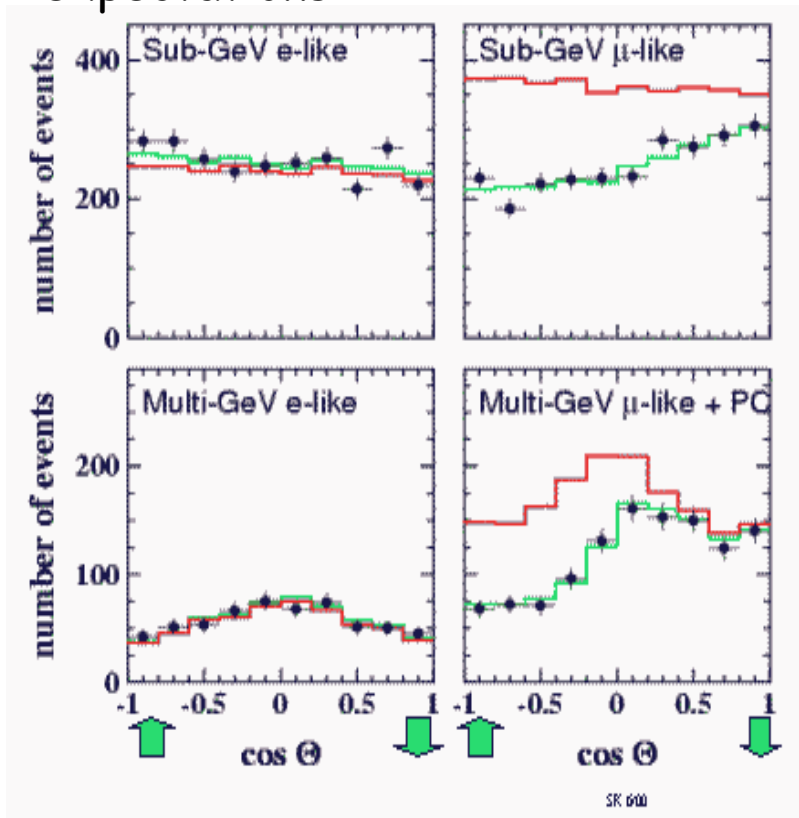 Sub-GeV e-like
Sub-GeV μ-like
number of events
400
200
0
Multi-GeV e-like
Multi-GeV μ-like + PC
number of events
200
100
0
-1 -0.5 0 0.5 1
-1 -0.5 0 0.5 1
cos Θ
cos Θ